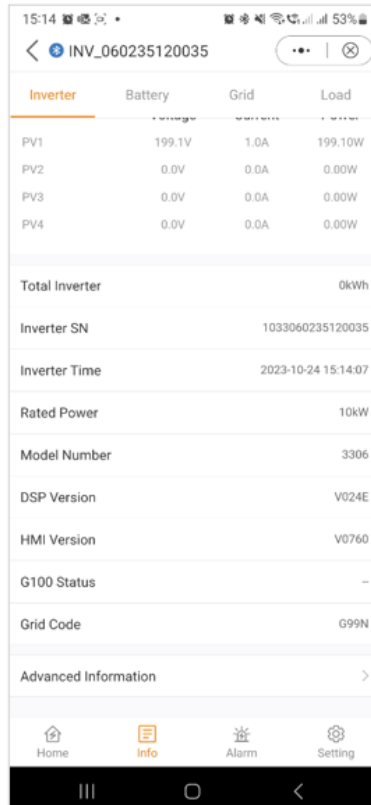 15:14 53%
INV_060235120035
Inverter Battery Grid Load
Voltage Current Power
PV1 199.1V 1.0A 199.10W
PV2 0.0V 0.0A 0.00W
PV3 0.0V 0.0A 0.00W
PV4 0.0V 0.0A 0.00W
Total Inverter 0kWh
Inverter SN 1033060235120035
Inverter Time 2023-10-24 15:14:07
Rated Power 10kW
Model Number 3306
DSP Version V024E
HMI Version V0760
G100 Status --
Grid Code G99N
Advanced Information
Home Info Alarm Setting